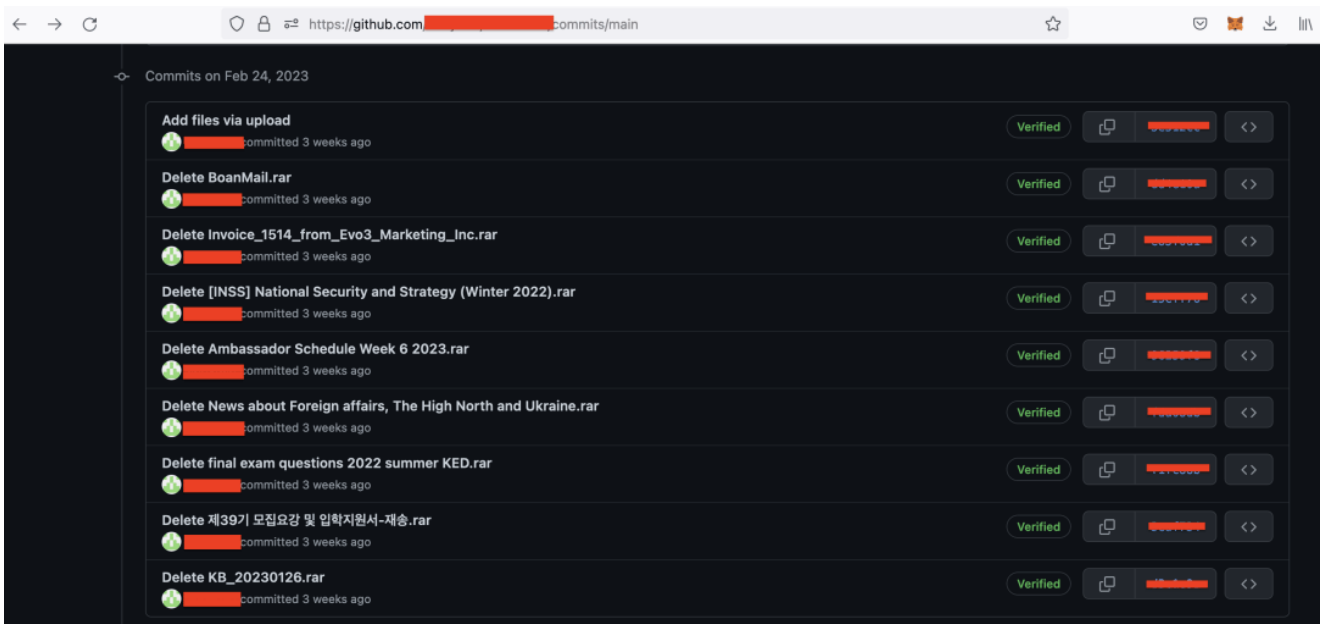 https://github.com/
commits/main
Commits on Feb 24, 2023
Add files via upload
committed 3 weeks ago
Verified
Delete BoanMail.rar
committed 3 weeks ago
Verified
Delete Invoice_1514_from_Evo3_Marketing_Inc.rar
committed 3 weeks ago
Verified
Delete [INSS] National Security and Strategy (Winter 2022).rar
committed 3 weeks ago
Verified
Delete Ambassador Schedule Week 6 2023.rar
committed 3 weeks ago
Verified
Delete News about Foreign affairs, The High North and Ukraine.rar
committed 3 weeks ago
Verified
Delete final exam questions 2022 summer KED.rar
committed 3 weeks ago
Verified
Delete 제39기 모집요강 및 입학지원서-재송.rar
committed 3 weeks ago
Verified
Delete KB_20230126.rar
committed 3 weeks ago
Verified